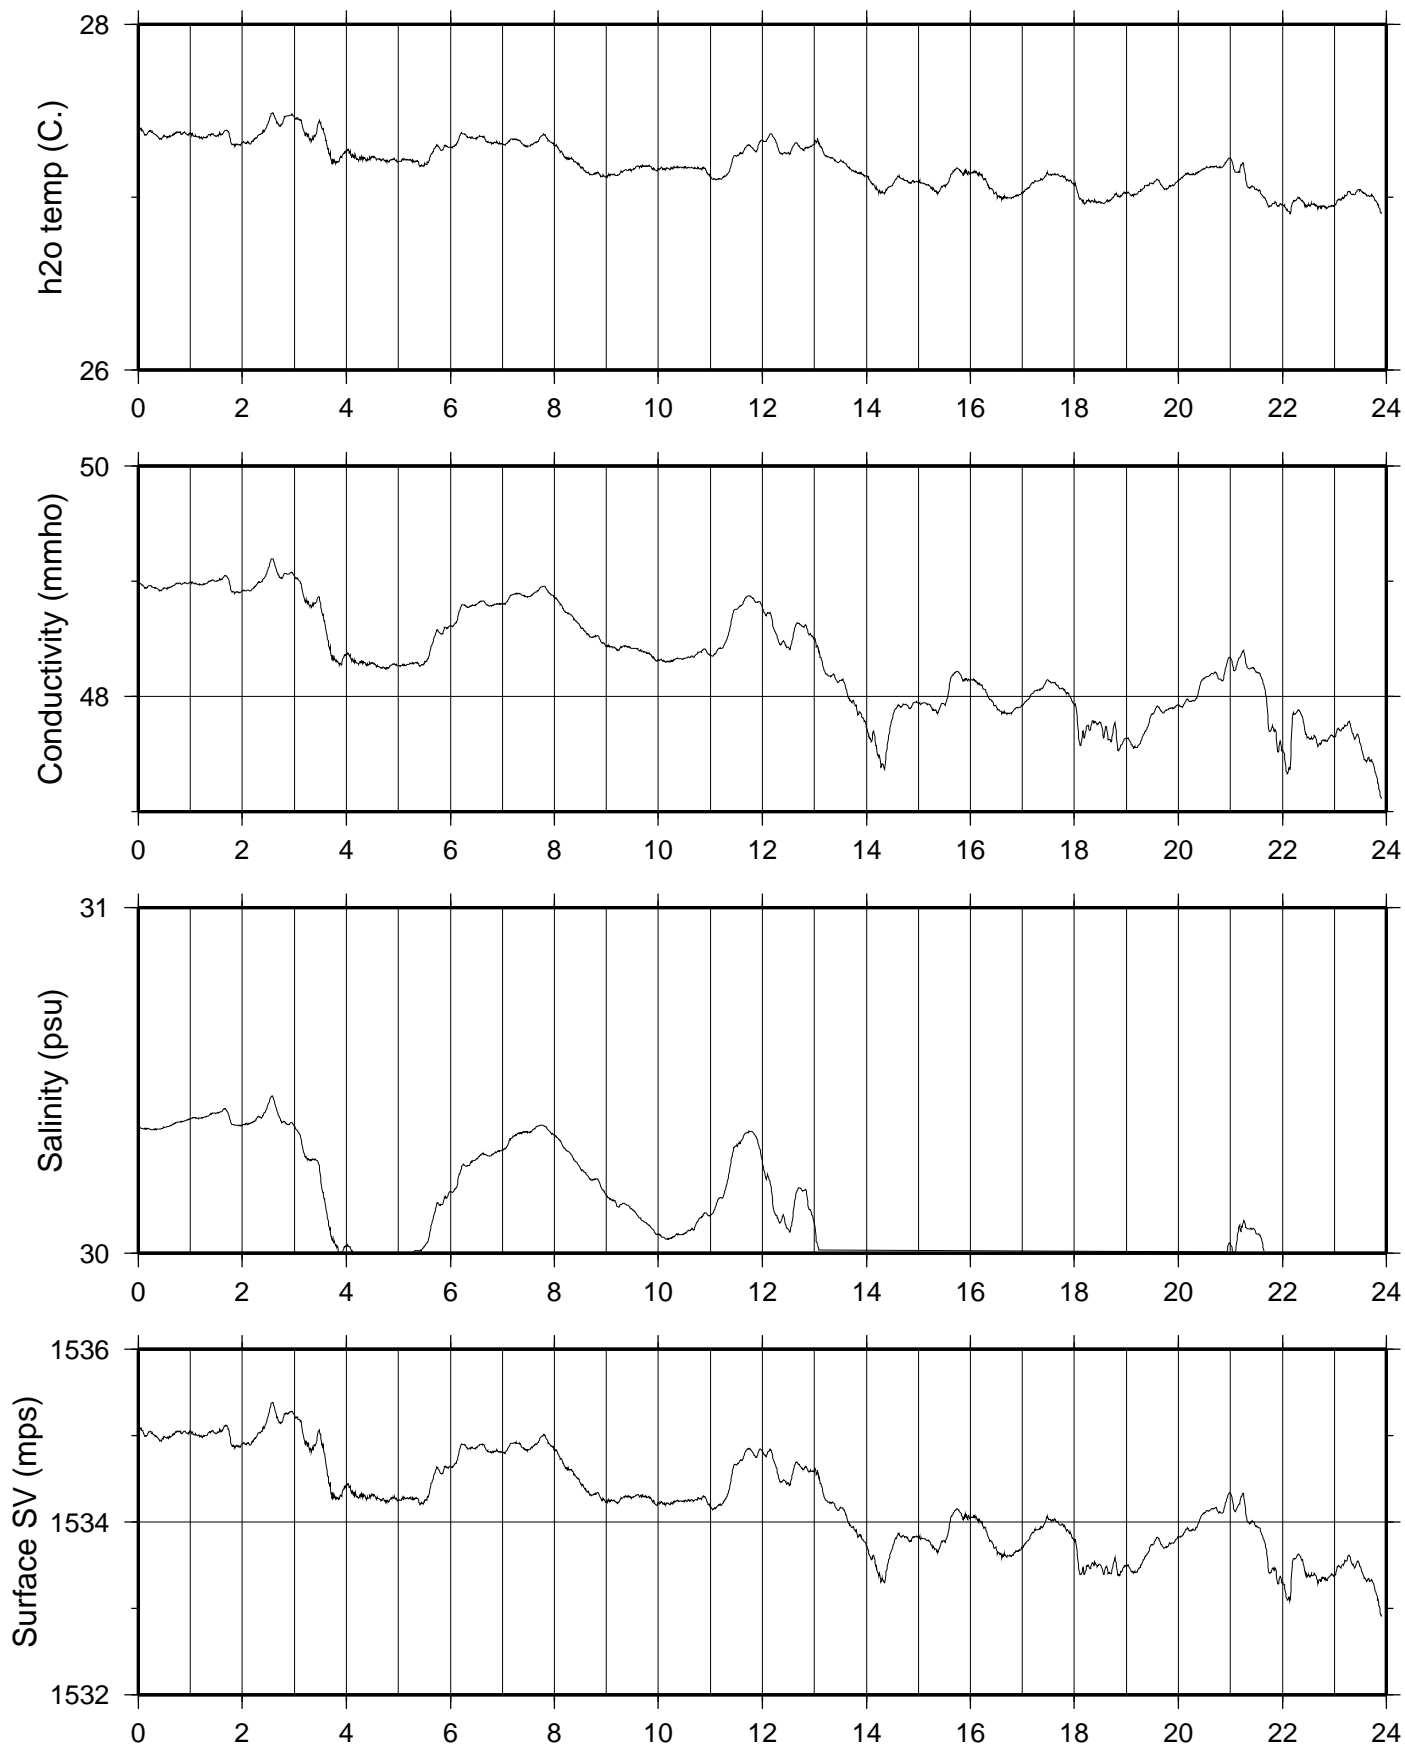 28
h2o temp (C.)
26
0 2 4 6 8 10 12 14 16 18 20 22 24
50
Conductivity (mmho)
48
0 2 4 6 8 10 12 14 16 18 20 22 24
31
Salinity (psu)
30
0 2 4 6 8 10 12 14 16 18 20 22 24
1536
Surface SV (mps)
1534
1532
0 2 4 6 8 10 12 14 16 18 20 22 24